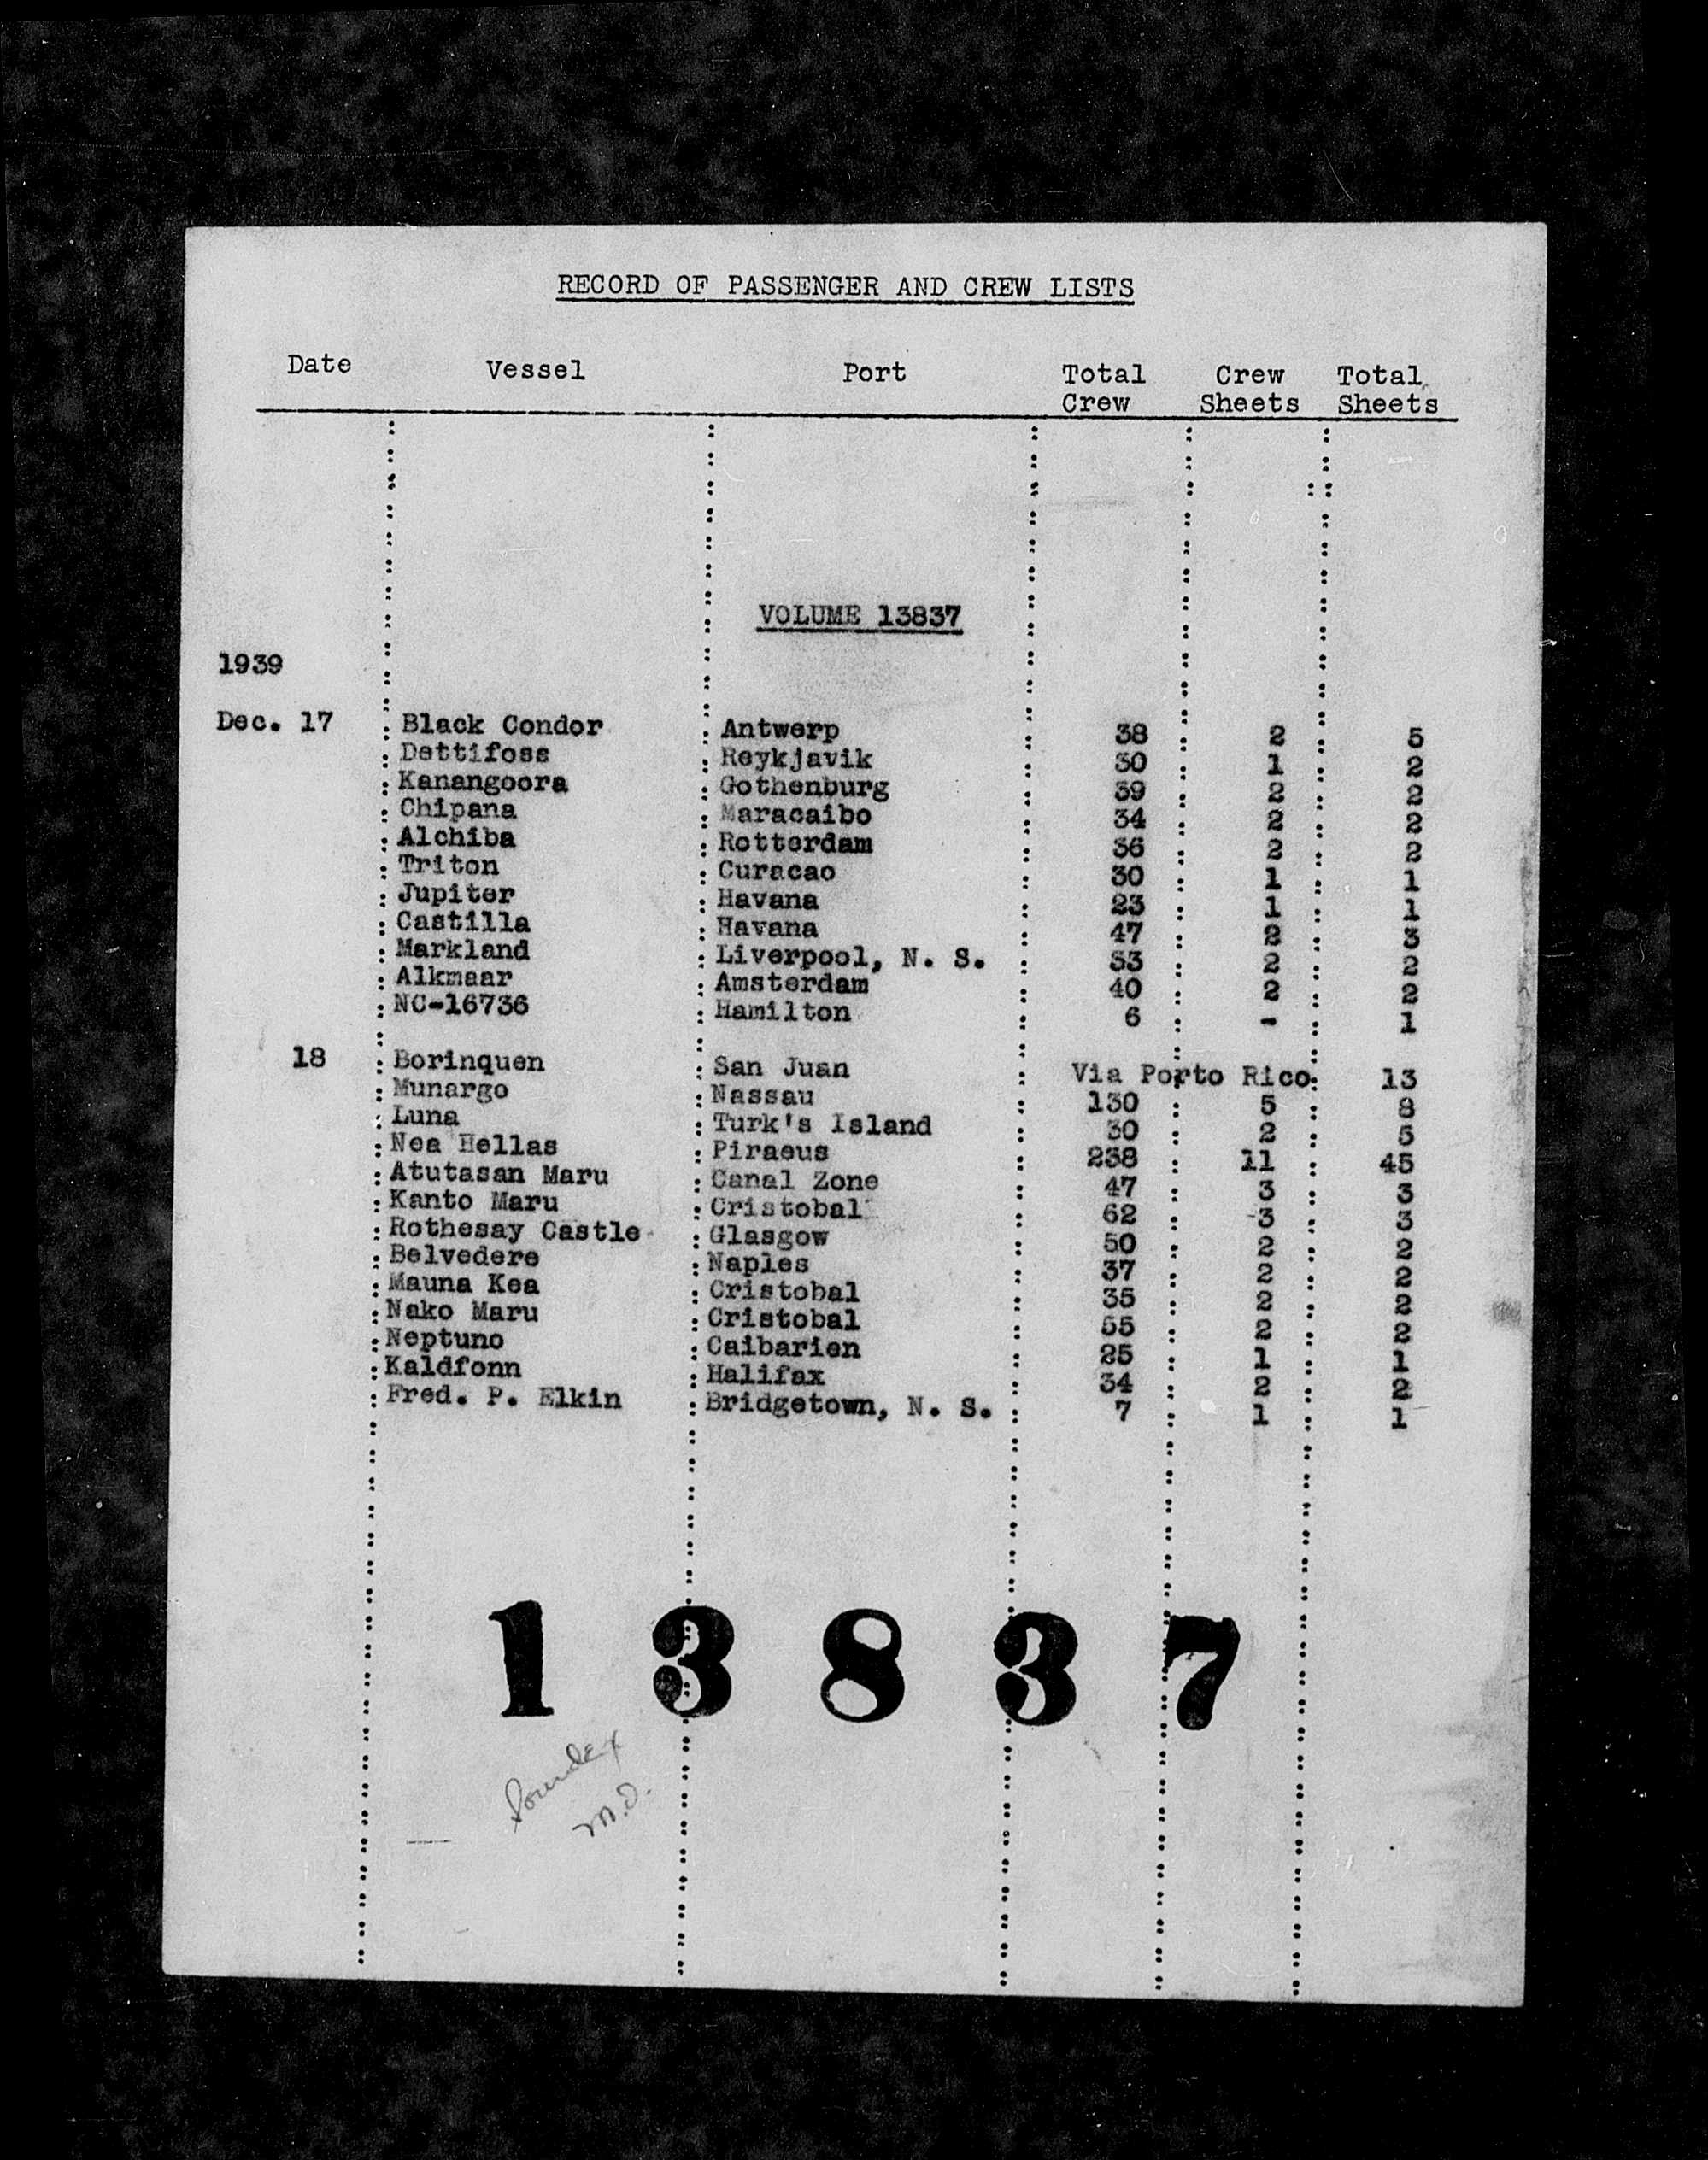 RECORD OF PASSENGER AND CREW LISTS
Date Vessel Port Total Crew Crew Sheets Total Sheets
VOLUME 13837
1939
Dec. 17 : Black Condor : Antwerp : 38 : 2 : 5
: Dettifoss : Reykjavik : 30 : 1 : 2
: Kanangoora : Gothenburg : 39 : 2 : 2
: Chipana : Maracaibo : 34 : 2 : 2
: Alchiba : Rotterdam : 36 : 2 : 2
: Triton : Curacao : 30 : 1 : 1
: Jupiter : Havana : 23 : 1 : 1
: Castilla : Havana : 47 : 2 : 3
: Markland : Liverpool, N. S. : 33 : 2 : 2
: Alkmaar : Amsterdam : 40 : 2 : 2
: NC-16736 : Hamilton : 6 : - : 1
18 : Borinquen : San Juan : Via Porto Rico: 13
: Munargo : Nassau : 130 : 5 : 8
: Luna : Turk's Island : 30 : 2 : 5
: Nea Hellas : Piraeus : 238 : 11 : 45
: Atutasan Maru : Canal Zone : 47 : 3 : 3
: Kanto Maru : Cristobal : 62 : 3 : 3
: Rothesay Castle : Glasgow : 50 : 2 : 2
: Belvedere : Naples : 37 : 2 : 2
: Mauna Kea : Cristobal : 35 : 2 : 2
: Nako Maru : Cristobal : 55 : 2 : 2
: Neptuno : Caibarien : 25 : 1 : 1
: Kaldfonn : Halifax : 34 : 2 : 2
: Fred. P. Elkin : Bridgetown, N. S. : 7 : 1 : 1
13837
Soundex
M.D.